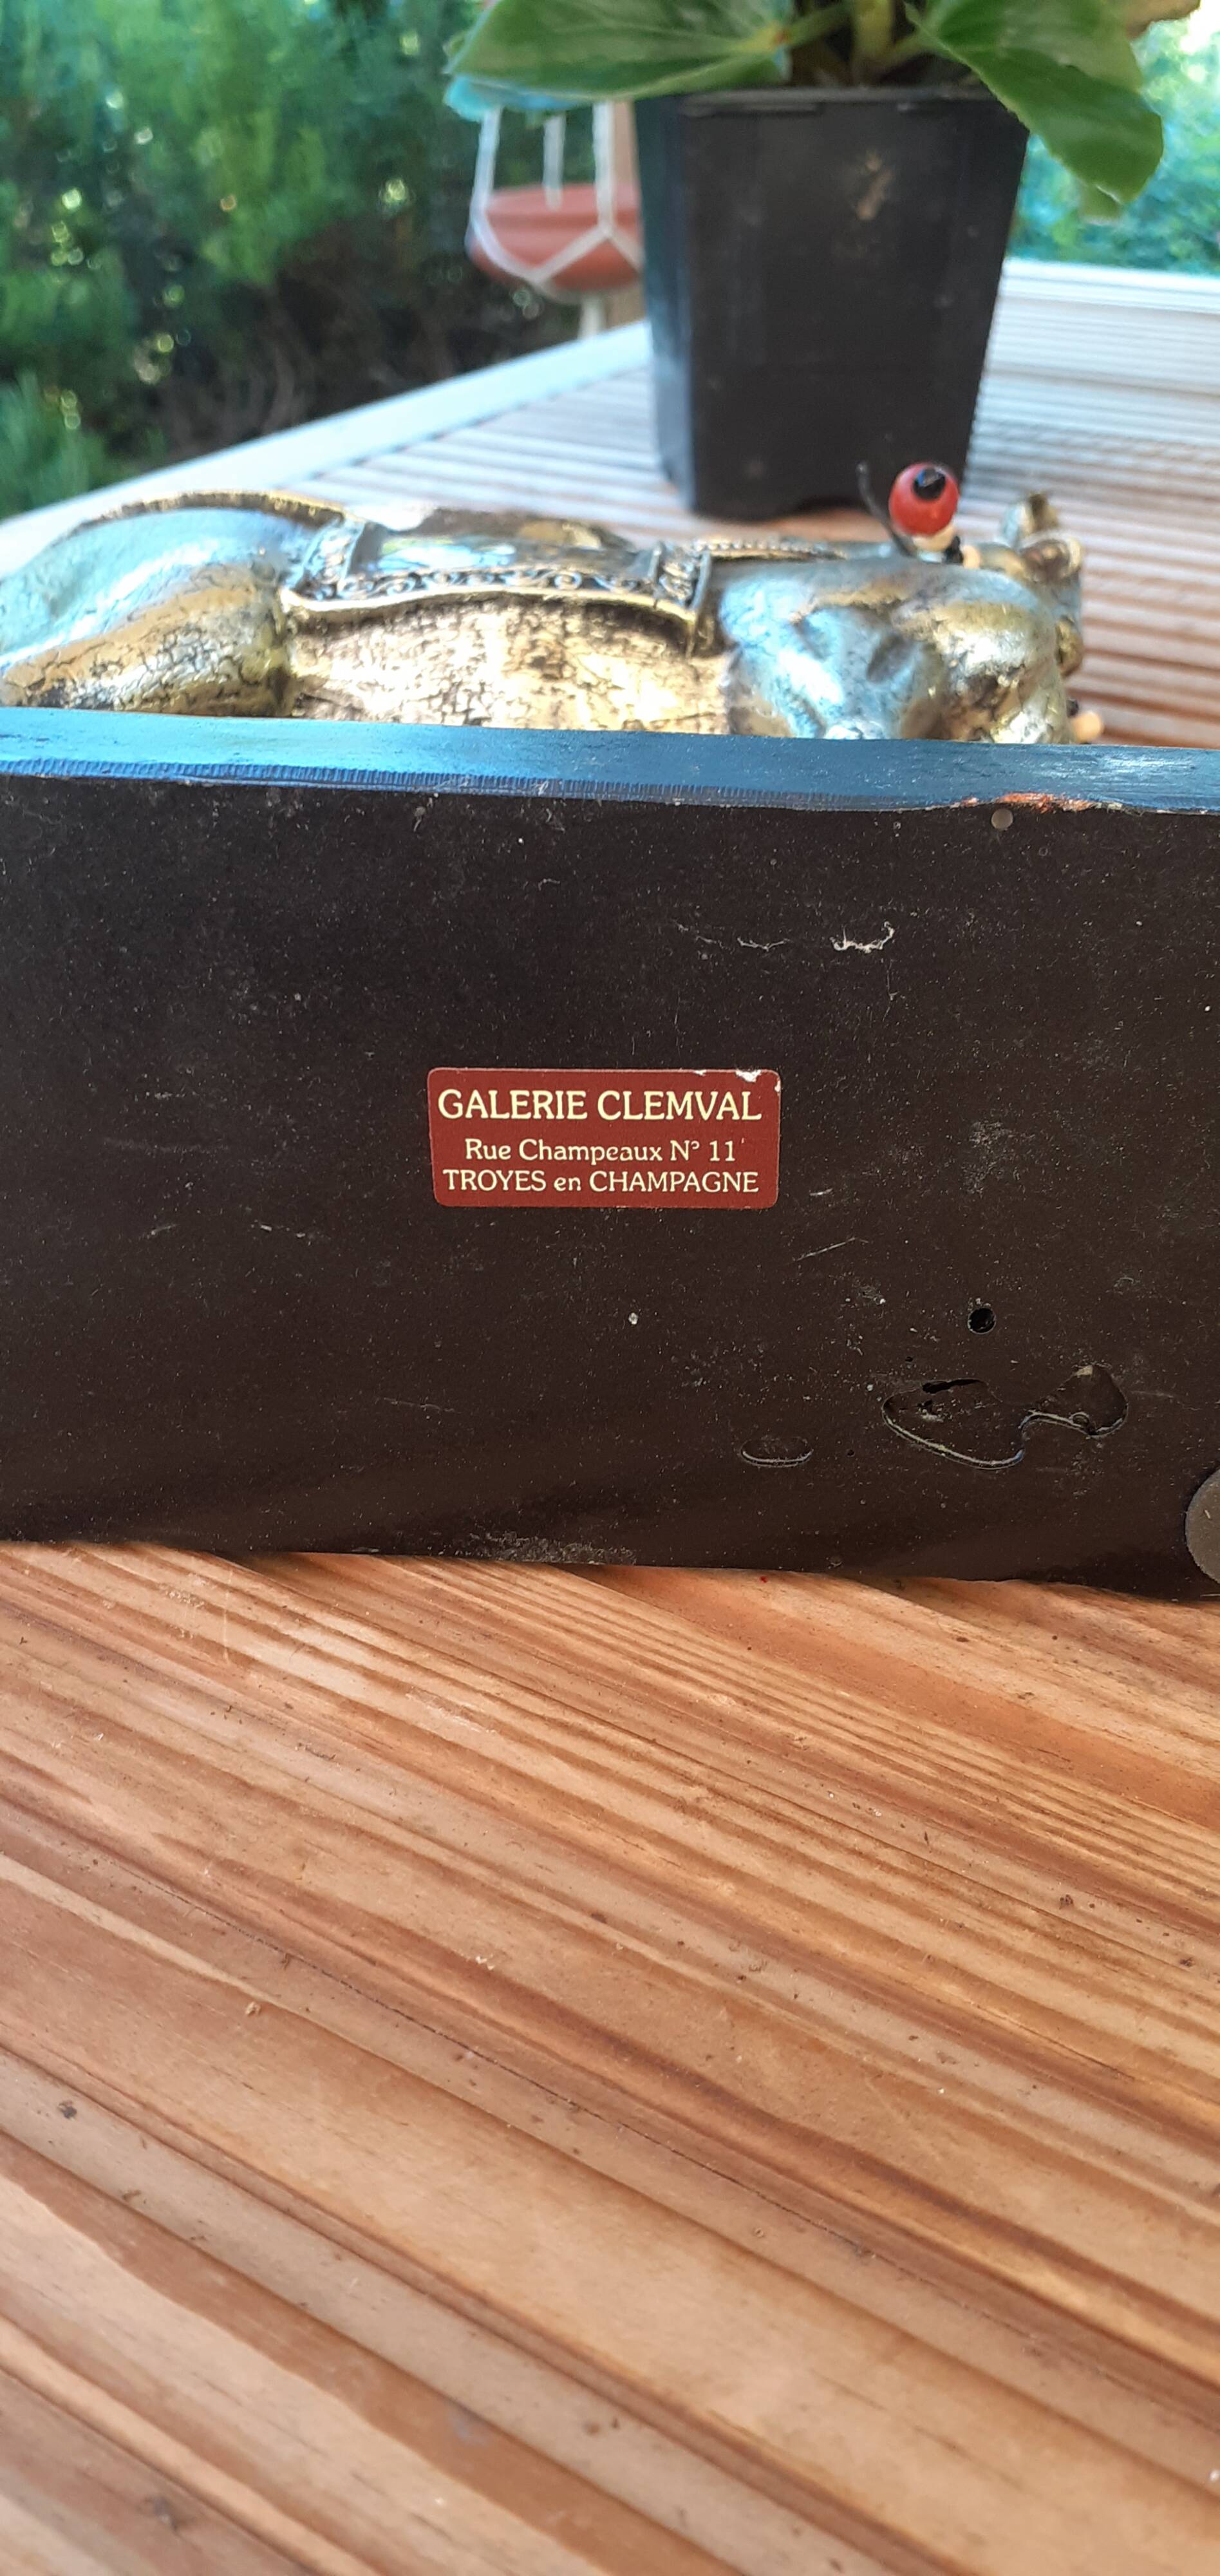 GALERIE CLEMVAL
Rue Champeaux N° 11
TROYES en CHAMPAGNE